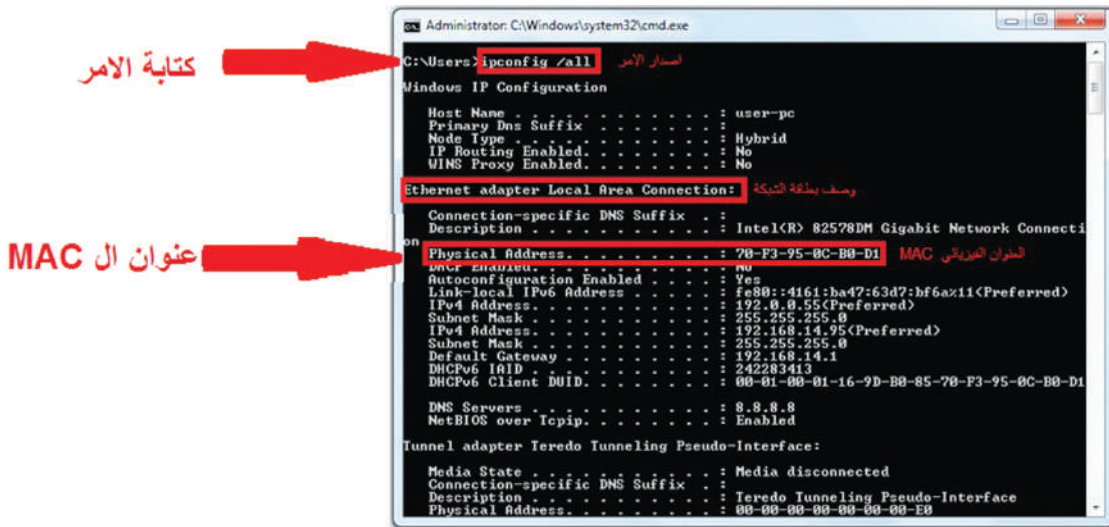 Administrator: C:\Windows\system32\cmd.exe
كتابة الامر
C:\Users>ipconfig /all اصدار الامر
Windows IP Configuration
Host Name . . . . . . . . . . . . : user-pc
Primary Dns Suffix . . . . . . . :
Node Type . . . . . . . . . . . . : Hybrid
IP Routing Enabled. . . . . . . . : No
WINS Proxy Enabled. . . . . . . . : No
Ethernet adapter Local Area Connection: وصف بطاقة الشبكة
Connection-specific DNS Suffix . :
Description . . . . . . . . . . . : Intel(R) 82578DM Gigabit Network Connecti
on
عنوان ال MAC
Physical Address. . . . . . . . . : 70-F3-95-0C-B0-D1 العنوان الفيزيائي MAC
DHCP Enabled. . . . . . . . . . . : No
Autoconfiguration Enabled . . . . : Yes
Link-local IPv6 Address . . . . . : fe80::4161:ba47:63d7:bf6a%11(Preferred)
IPv4 Address. . . . . . . . . . . : 192.0.0.55(Preferred)
Subnet Mask . . . . . . . . . . . : 255.255.255.0
IPv4 Address. . . . . . . . . . . : 192.168.14.95(Preferred)
Subnet Mask . . . . . . . . . . . : 255.255.255.0
Default Gateway . . . . . . . . . : 192.168.14.1
DHCPv6 IAID . . . . . . . . . . . : 242283413
DHCPv6 Client DUID. . . . . . . . : 00-01-00-01-16-9D-B0-85-70-F3-95-0C-B0-D1
DNS Servers . . . . . . . . . . . : 8.8.8.8
NetBIOS over Tcpip. . . . . . . . : Enabled
Tunnel adapter Teredo Tunneling Pseudo-Interface:
Media State . . . . . . . . . . . : Media disconnected
Connection-specific DNS Suffix . :
Description . . . . . . . . . . . : Teredo Tunneling Pseudo-Interface
Physical Address. . . . . . . . . : 00-00-00-00-00-00-00-E0